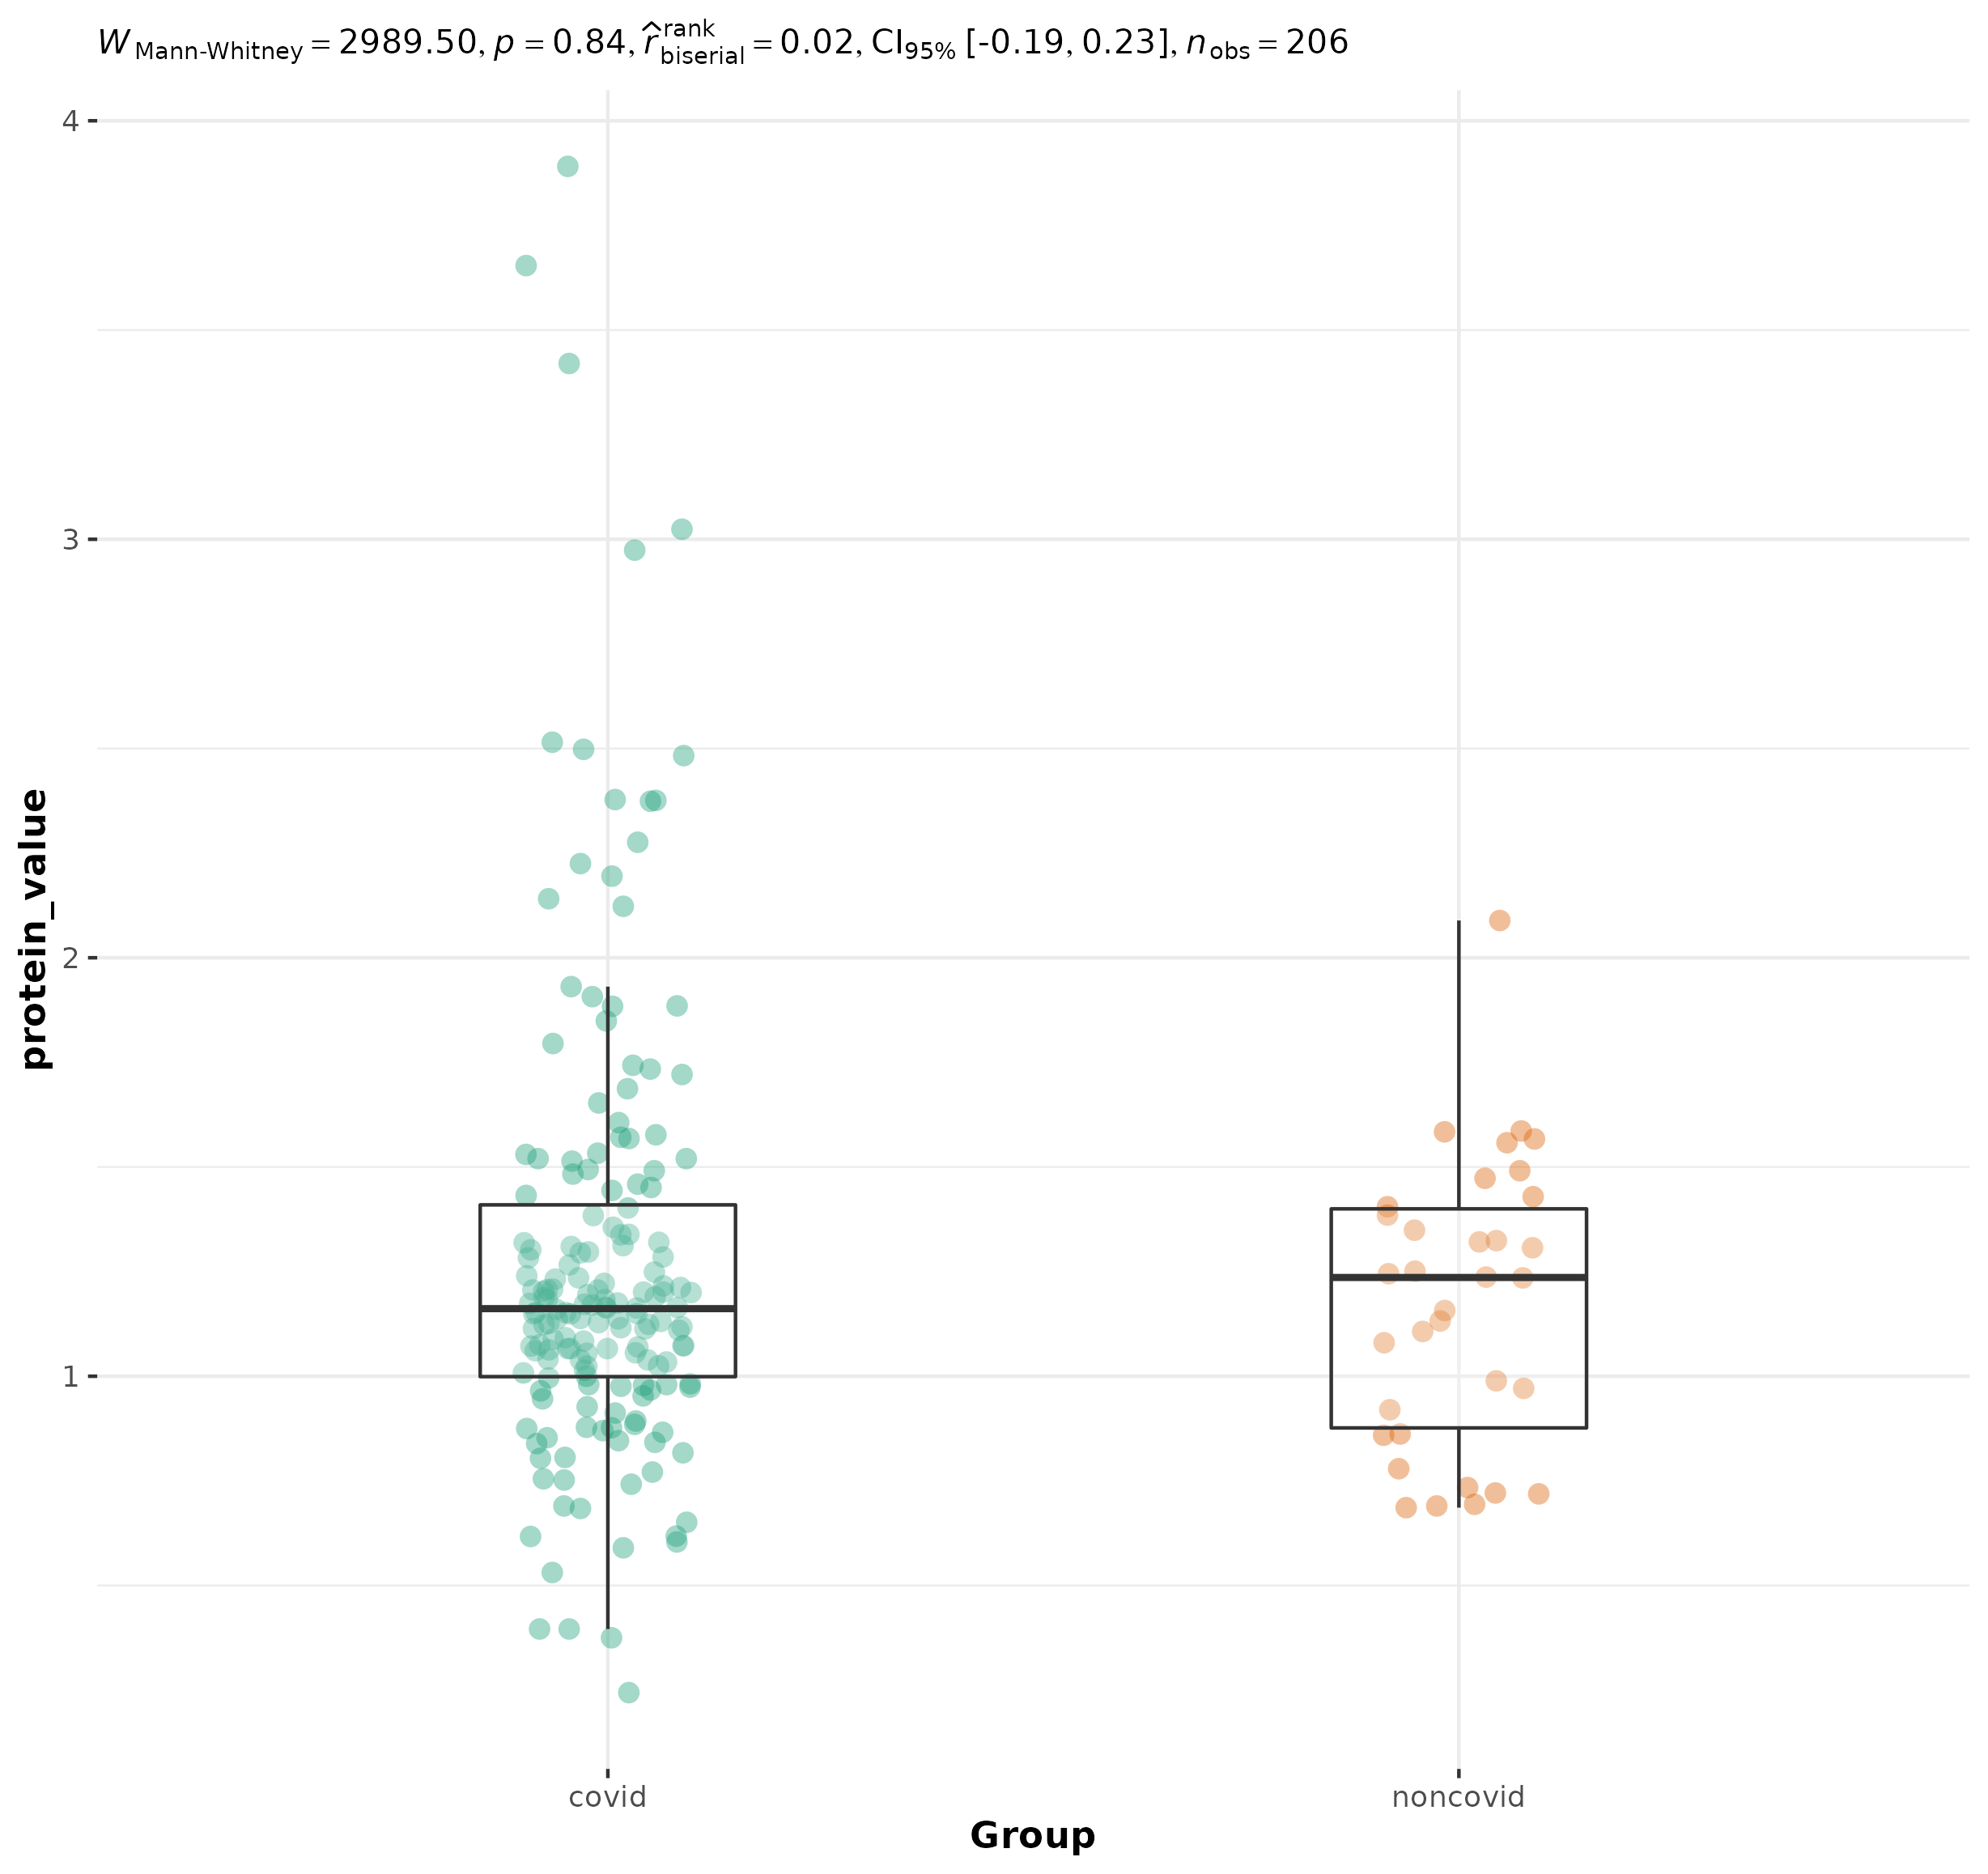 W Mann-Whitney = 2989.50, p = 0.84, r̂ rank biserial = 0.02, CI95% [-0.19, 0.23], n obs = 206
4
3
2
1
protein_value
covid
noncovid
Group